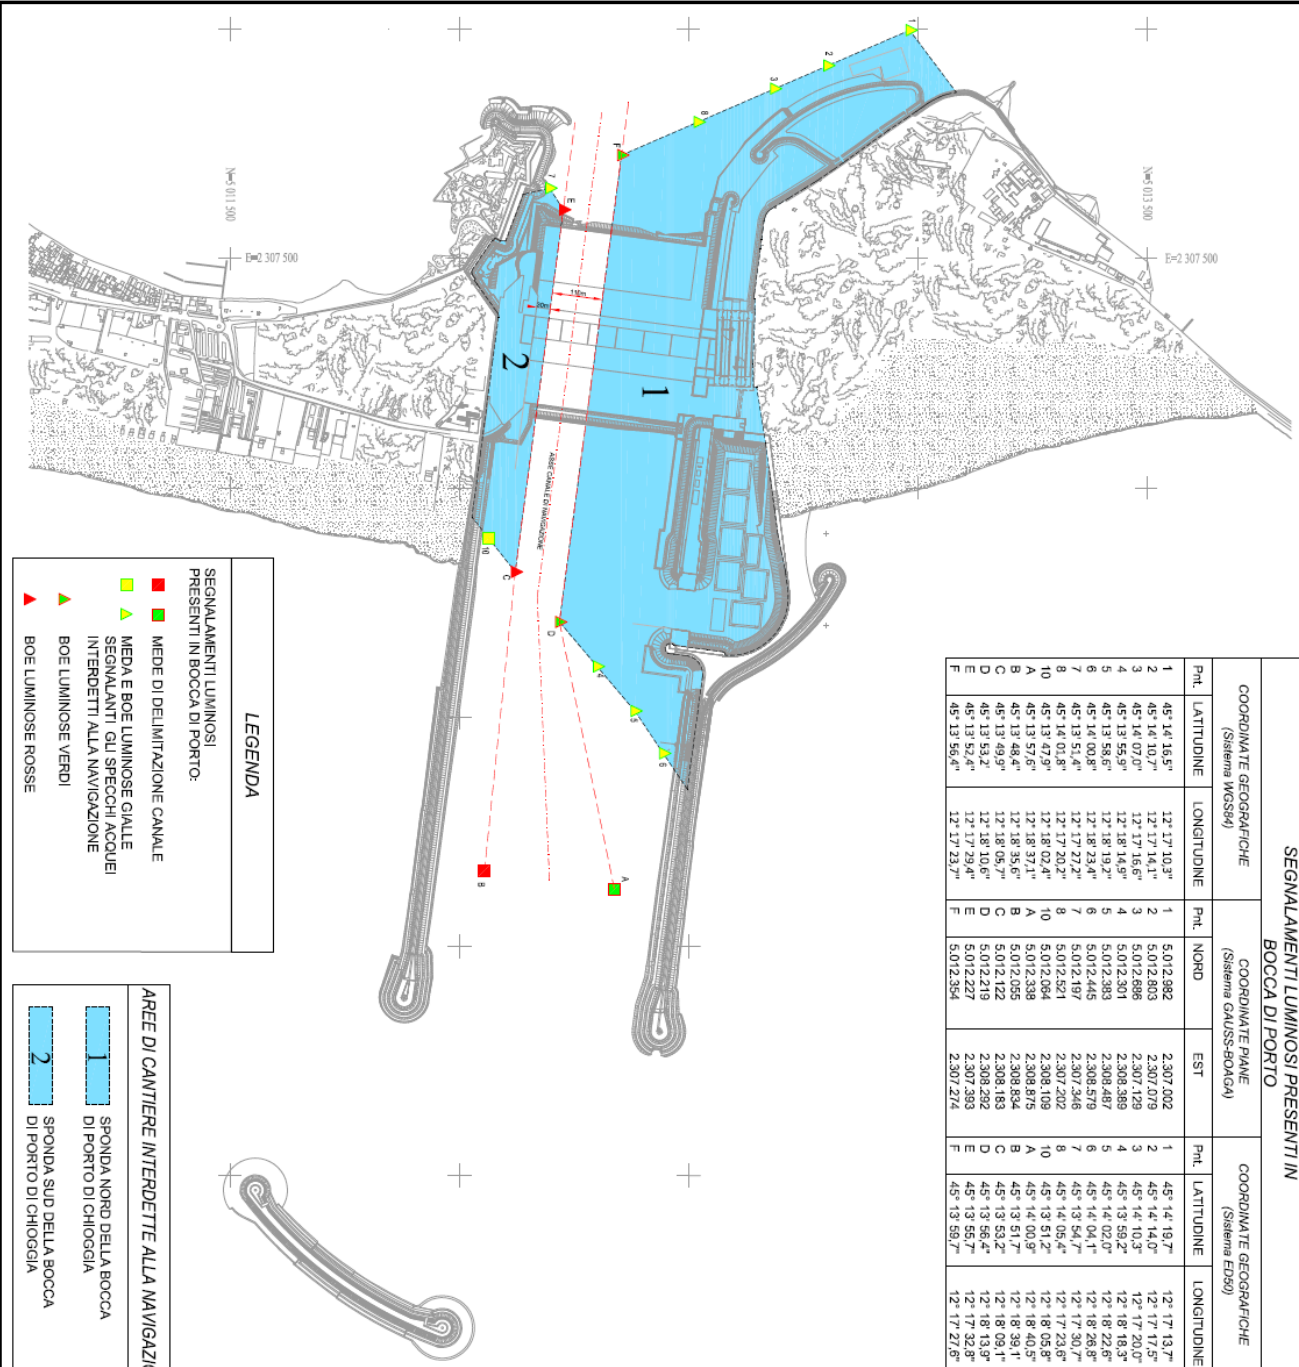 SEGNALAMENTI LUMINOSI PRESENTI IN
BOCCA DI PORTO
COORDINATE GEOGRAFICHE
(Sistema WGS84)
Pnt. LATITUDINE LONGITUDINE
1 45° 14' 16,5" 12° 17' 10,3"
2 45° 14' 10,7" 12° 17' 14,1"
3 45° 14' 07,0" 12° 17' 16,6"
4 45° 13' 55,9" 12° 18' 14,9"
5 45° 13' 58,6" 12° 18' 19,2"
6 45° 14' 00,8" 12° 18' 23,4"
7 45° 13' 51,4" 12° 17' 27,2"
8 45° 14' 01,8" 12° 17' 20,2"
10 45° 13' 47,9" 12° 18' 02,4"
A 45° 13' 57,6" 12° 18' 37,1"
B 45° 13' 48,4" 12° 18' 35,6"
C 45° 13' 49,9" 12° 18' 05,7"
D 45° 13' 53,2' 12° 18' 10,6"
E 45° 13' 52,4" 12° 17' 29,4"
F 45° 13' 56,4" 12° 17' 23,7"
COORDINATE PIANE
(Sistema GAUSS-BOAGA)
Pnt. NORD EST
1 5.012.982 2.307.002
2 5.012.803 2.307.079
3 5.012.686 2.307.129
4 5.012.301 2.308.389
5 5.012.383 2.308.487
6 5.012.445 2.308.579
7 5.012.197 2.307.346
8 5.012.521 2.307.202
10 5.012.064 2.308.109
A 5.012.338 2.308.875
B 5.012.055 2.308.834
C 5.012.122 2.308.183
D 5.012.219 2.308.292
E 5.012.227 2.307.393
F 5.012.354 2.307.274
COORDINATE GEOGRAFICHE
(Sistema ED50)
Pnt. LATITUDINE LONGITUDINE
1 45° 14' 19,7" 12° 17' 13,7"
2 45° 14' 14,0" 12° 17' 17,5"
3 45° 14' 10,3" 12° 17' 20,0"
4 45° 13' 59,2" 12° 18' 18,3"
5 45° 14' 02,0" 12° 18' 22,6"
6 45° 14' 04,1" 12° 18' 26,8"
7 45° 13' 54,7" 12° 17' 30,7"
8 45° 14' 05,4" 12° 17' 23,6"
10 45° 13' 51,2" 12° 18' 05,8"
A 45° 14' 00,9" 12° 18' 40,5"
B 45° 13' 51,7" 12° 18' 39,1'
C 45° 13' 53,2" 12° 18' 09,1"
D 45° 13' 56,4" 12° 18' 13,9"
E 45° 13' 55,7" 12° 17' 32,8"
F 45° 13' 59,7" 12° 17' 27,6"
N=5 013 500
E=2 307 500
N=5 011 500
E=2 307 500
1
2
3
8
F
7
E
110m
30m
1
2
ASSE CANALE DI NAVIGAZIONE
10
C
D
4
5
6
A
B
LEGENDA
SEGNALAMENTI LUMINOSI
PRESENTI IN BOCCA DI PORTO:
MEDE DI DELIMITAZIONE CANALE
MEDA E BOE LUMINOSE GIALLE
SEGNALANTI GLI SPECCHI ACQUEI
INTERDETTI ALLA NAVIGAZIONE
BOE LUMINOSE VERDI
BOE LUMINOSE ROSSE
AREE DI CANTIERE INTERDETTE ALLA NAVIGAZI
1
SPONDA NORD DELLA BOCCA
DI PORTO DI CHIOGGIA
2
SPONDA SUD DELLA BOCCA
DI PORTO DI CHIOGGIA